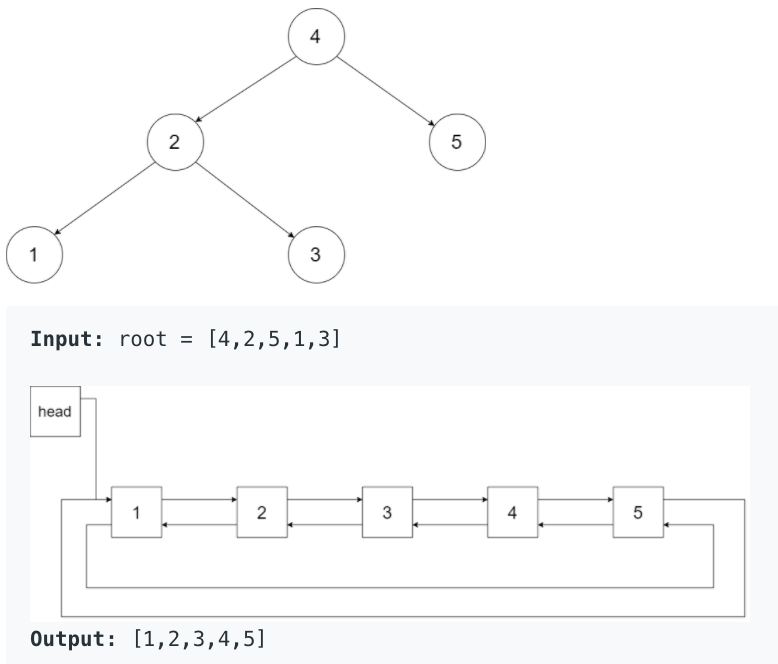 4
2
5
1
3
Input: root = [4,2,5,1,3]
head
1 2 3 4 5
Output: [1,2,3,4,5]